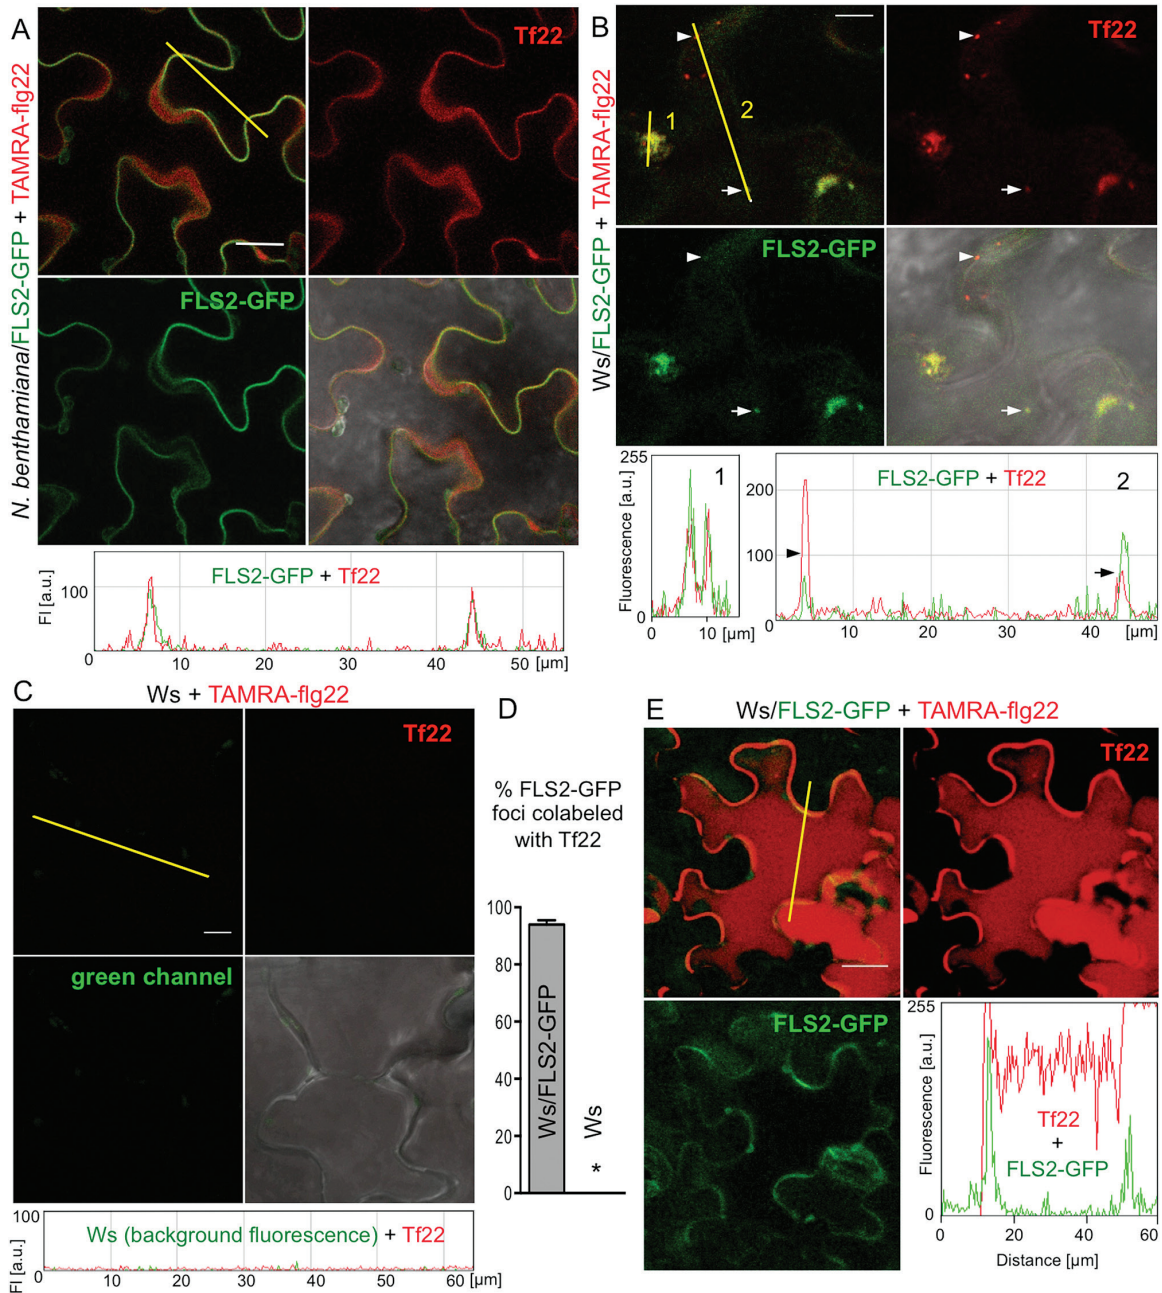 A
N. benthamiana/FLS2-GFP + TAMRA-flg22
Tf22
FLS2-GFP
FI [a.u.]
100
0
FLS2-GFP + Tf22
10
20
30
40
50
[µm]
B
Ws/FLS2-GFP + TAMRA-flg22
1
2
Tf22
FLS2-GFP
Fluorescence [a.u.]
255
0
1
0
10
[µm]
FLS2-GFP + Tf22
2
200
100
0
10
20
30
40
[µm]
C
Ws + TAMRA-flg22
Tf22
green channel
FI [a.u.]
100
0
Ws (background fluorescence) + Tf22
10
20
30
40
50
60
[µm]
D
% FLS2-GFP
foci colabeled
with Tf22
100
80
60
40
20
0
Ws/FLS2-GFP
Ws
*
E
Ws/FLS2-GFP + TAMRA-flg22
Tf22
FLS2-GFP
Fluorescence [a.u.]
255
0
Tf22
+
FLS2-GFP
0
20
40
60
Distance [µm]